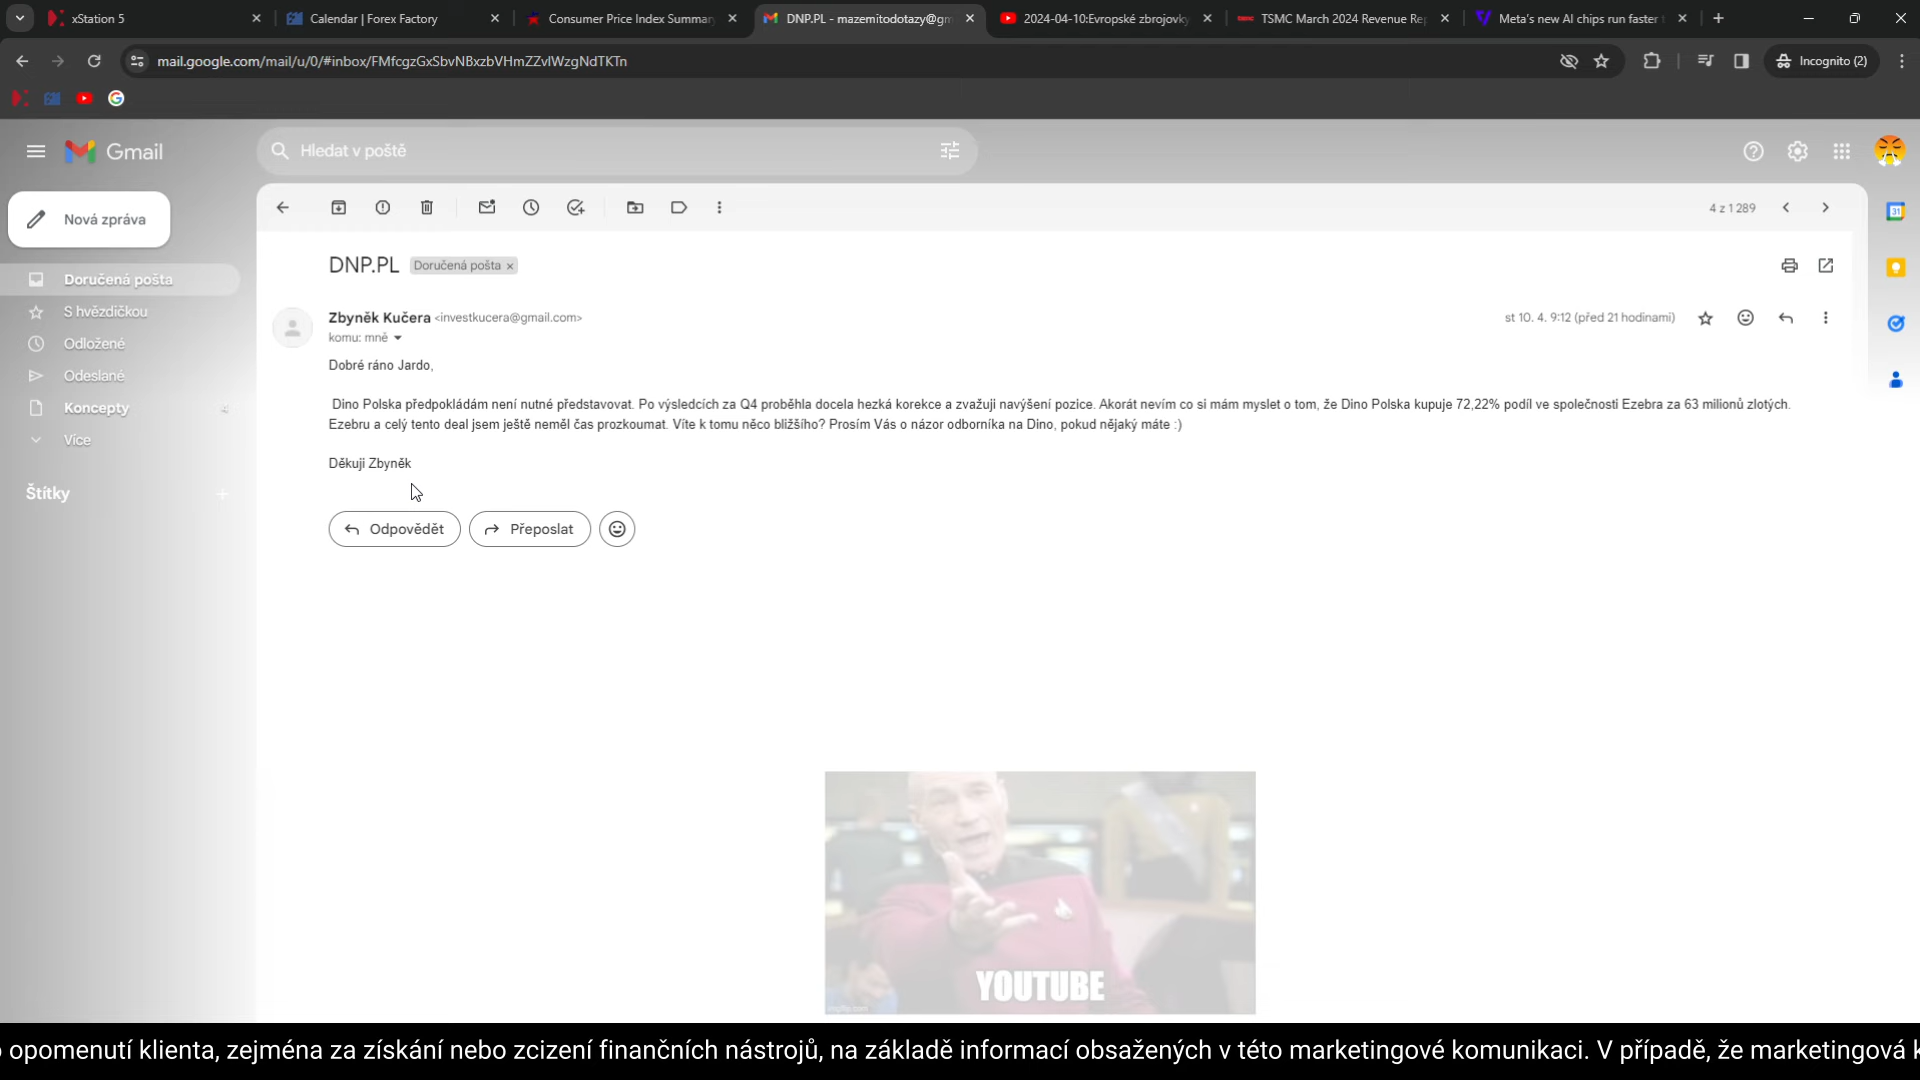 xStation 5
Calendar | Forex Factory
Consumer Price Index Summar
DNP.PL - mazemitodotazy@gm
2024-04-10:Evropské zbrojovky
TSMC March 2024 Revenue Re
Meta's new AI chips run faster
mail.google.com/mail/u/0/#inbox/FMfcgzGxSbvNBxzbVHmZZvlWzgNdTKTn
Incognito (2)
Gmail
Hledat v poště
Nová zpráva
4 z 1 289
Doručená pošta
S hvězdičkou
Odložené
Odeslané
Koncepty
Více
Štítky
DNP.PL
Doručená pošta ×
Zbyněk Kučera <investkucera@gmail.com>
st 10. 4. 9:12 (před 21 hodinami)
komu: mně
Dobré ráno Jardo,
Dino Polska předpokládám není nutné představovat. Po výsledcích za Q4 proběhla docela hezká korekce a zvažuji navýšení pozice. Akorát nevím co si mám myslet o tom, že Dino Polska kupuje 72,22% podíl ve společnosti Ezebra za 63 milionů zlotých.
Ezebru a celý tento deal jsem ještě neměl čas prozkoumat. Víte k tomu něco bližšího? Prosím Vás o názor odborníka na Dino, pokud nějaký máte :)
Děkuji Zbyněk
Odpovědět
Přeposlat
YOUTUBE
imgflip.com
opomenutí klienta, zejména za získání nebo zcizení finančních nástrojů, na základě informací obsažených v této marketingové komunikaci. V případě, že marketingová